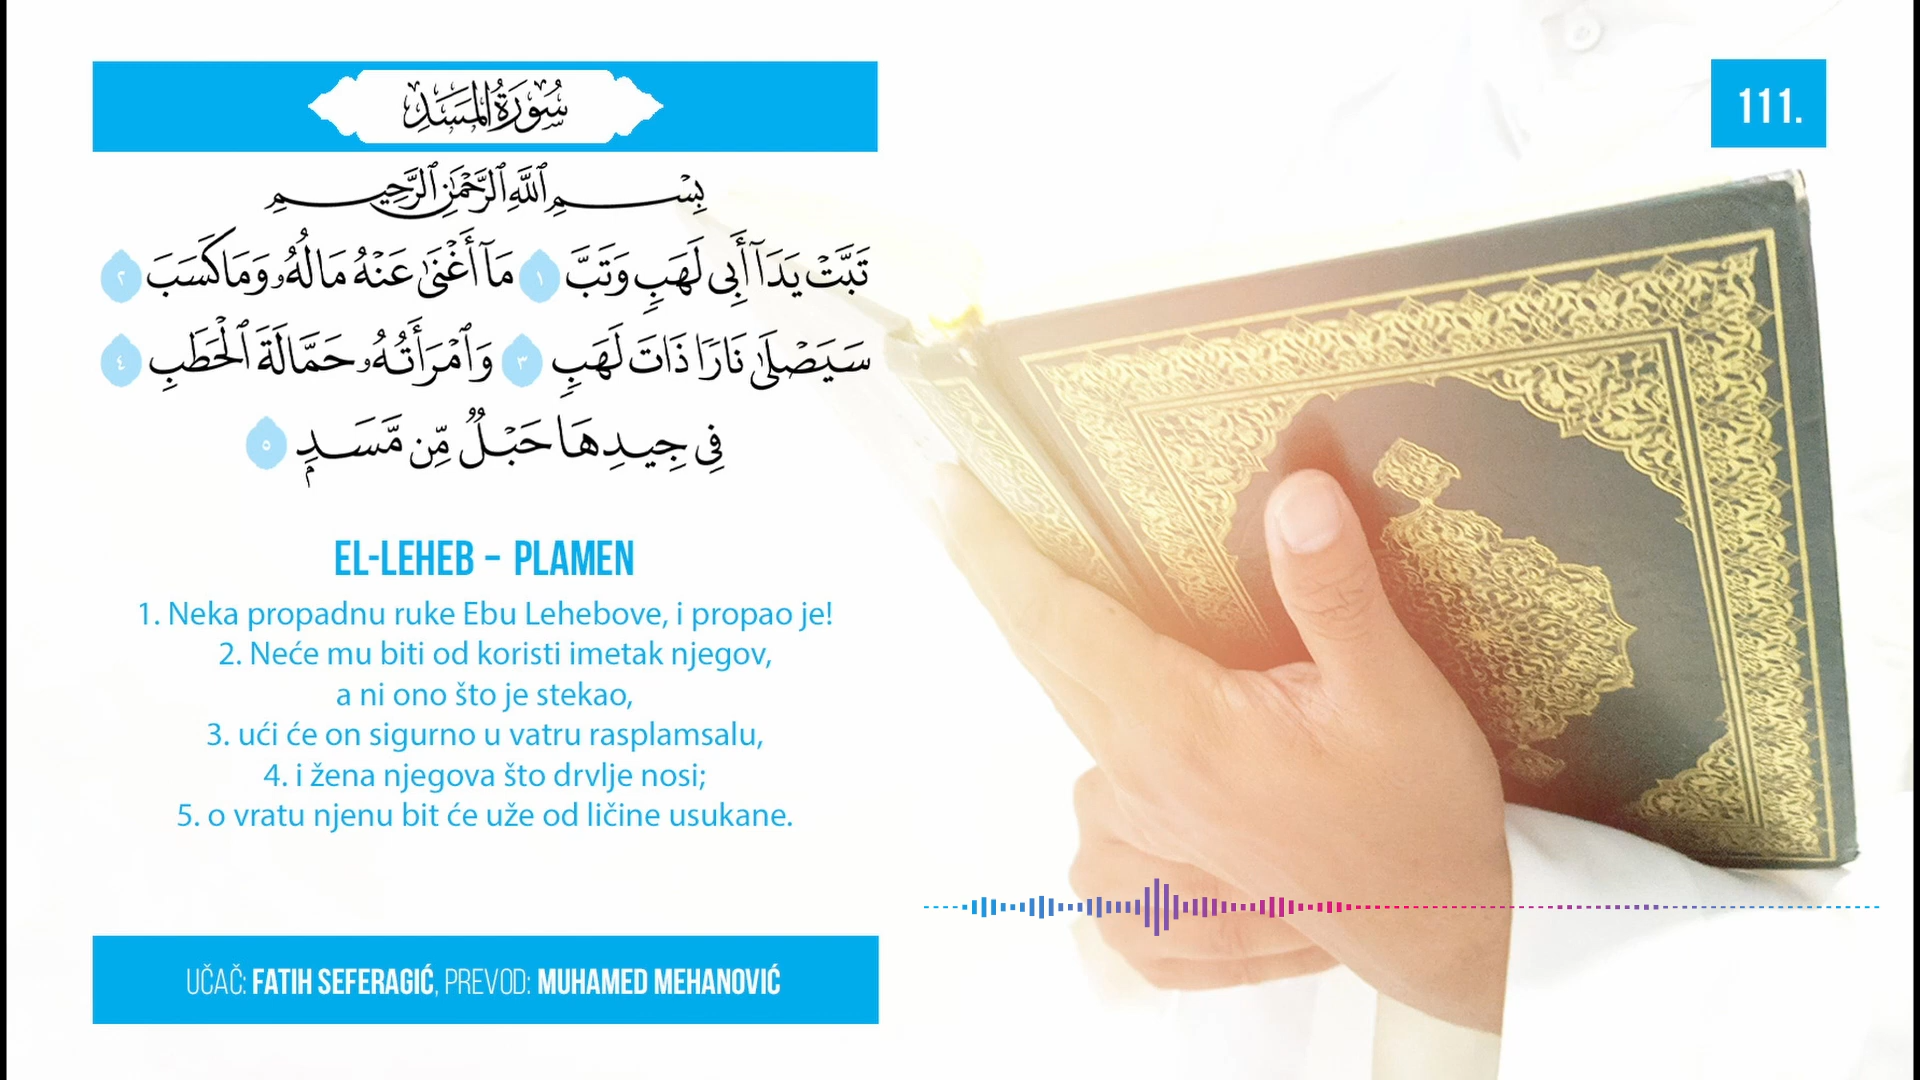 سُورَةُ المَسَدِ
111.
بِسْمِ ٱللَّهِ ٱلرَّحْمَٰنِ ٱلرَّحِيمِ
تَبَّتْ يَدَآ أَبِى لَهَبٍ وَتَبَّ ١ مَآ أَغْنَىٰ عَنْهُ مَالُهُۥ وَمَا كَسَبَ ٢
سَيَصْلَىٰ نَارًا ذَاتَ لَهَبٍ ٣ وَٱمْرَأَتُهُۥ حَمَّالَةَ ٱلْحَطَبِ ٤
فِى جِيدِهَا حَبْلٌ مِّن مَّسَدٍۭ ٥
EL-LEHEB – PLAMEN
1. Neka propadnu ruke Ebu Lehebove, i propao je!
2. Neće mu biti od koristi imetak njegov,
a ni ono što je stekao,
3. ući će on sigurno u vatru rasplamsalu,
4. i žena njegova što drvlje nosi;
5. o vratu njenu bit će uže od ličine usukane.
UČAČ: FATIH SEFERAGIĆ, PREVOD: MUHAMED MEHANOVIĆ